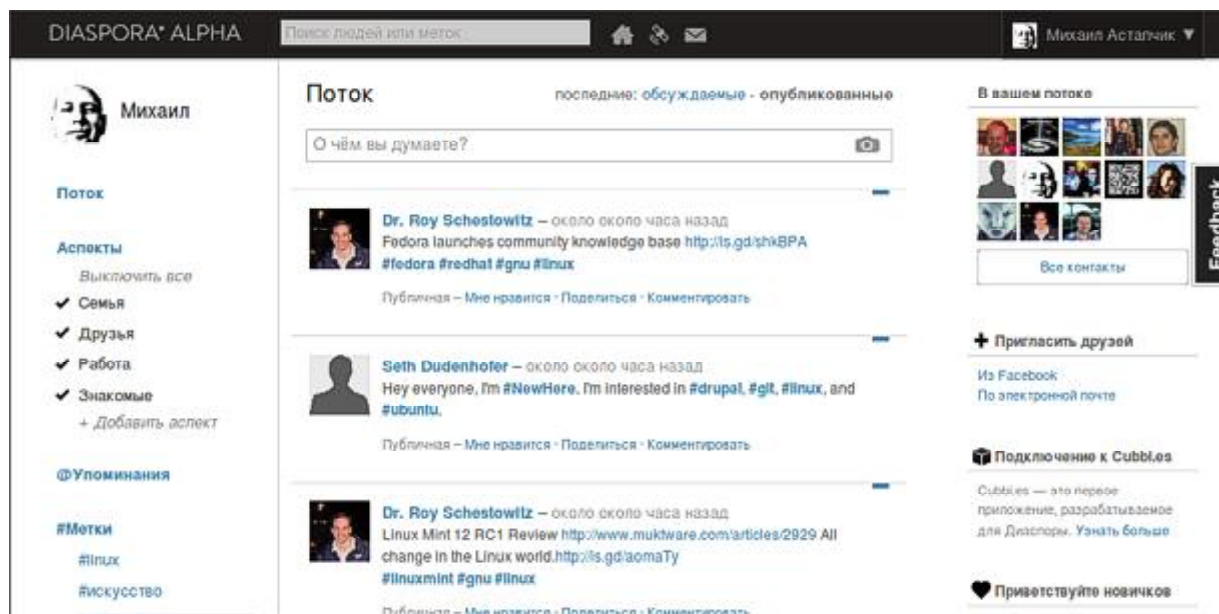 DIASPORA* ALPHA
Поиск людей или меток
Михаил Астапчик ▼
Михаил
Поток
Аспекты
Выключить все
Семья
Друзья
Работа
Знакомые
+ Добавить аспект
@Упоминания
#Метки
#linux
#искусство
Поток
последние: обсуждаемые - опубликованные
О чём вы думаете?
Dr. Roy Schestowitz – около около часа назад
Fedora launches community knowledge base http://is.gd/shkBPA
#fedora #redhat #gnu #linux
Публичная – Мне нравится · Поделиться · Комментировать
Seth Dudenhofer – около около часа назад
Hey everyone, I'm #NewHere. I'm interested in #drupal, #git, #linux, and
#ubuntu.
Публичная – Мне нравится · Поделиться · Комментировать
Dr. Roy Schestowitz – около около часа назад
Linux Mint 12 RC1 Review http://www.muktware.com/articles/2929 All
change in the Linux world.http://is.gd/aomaTy
#linuxmint #gnu #linux
Публичная – Мне нравится · Поделиться · Комментировать
В вашем потоке
Все контакты
Feedback
Пригласить друзей
Из Facebook
По электронной почте
Подключение к Cubbi.es
Cubbi.es — это первое
приложение, разрабатываемое
для Диаспоры. Узнать больше
Приветствуйте новичков